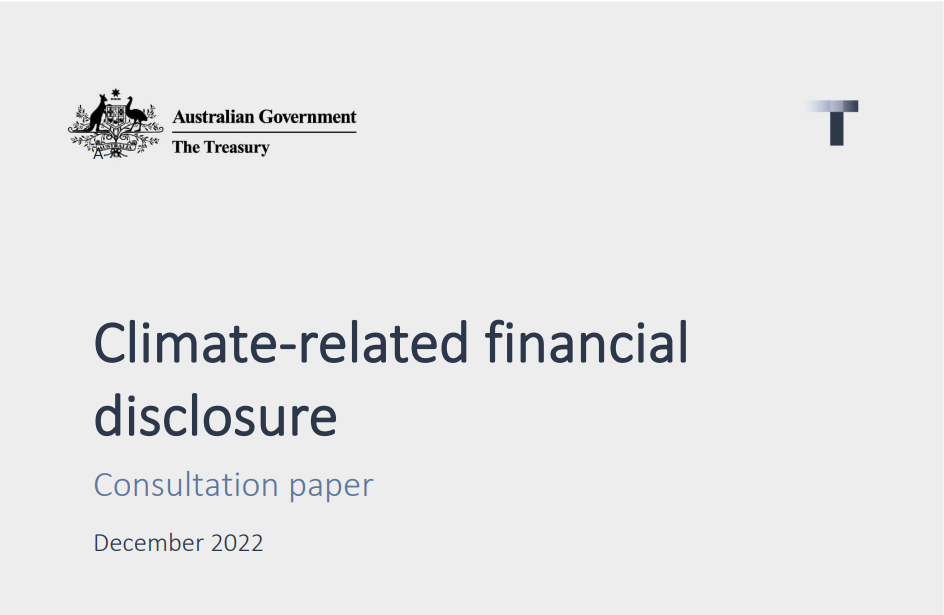 Australian Government
The Treasury
T
Climate-related financial
disclosure
Consultation paper
December 2022